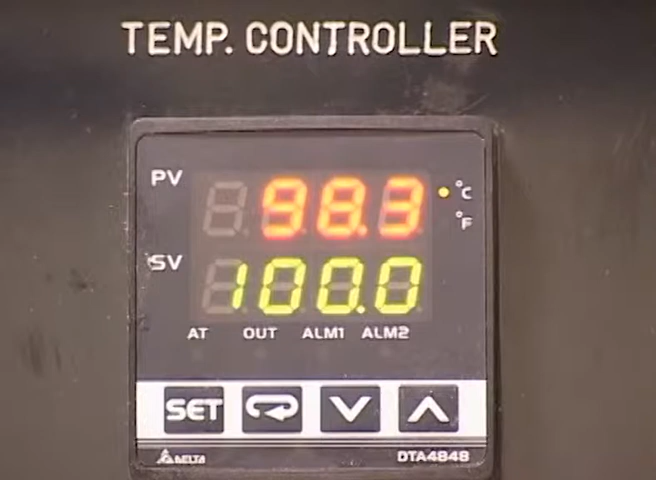 TEMP. CONTROLLER
PV 98.3 °C
°F
SV 100.0
AT OUT ALM1 ALM2
SET
DELTA DTA4848